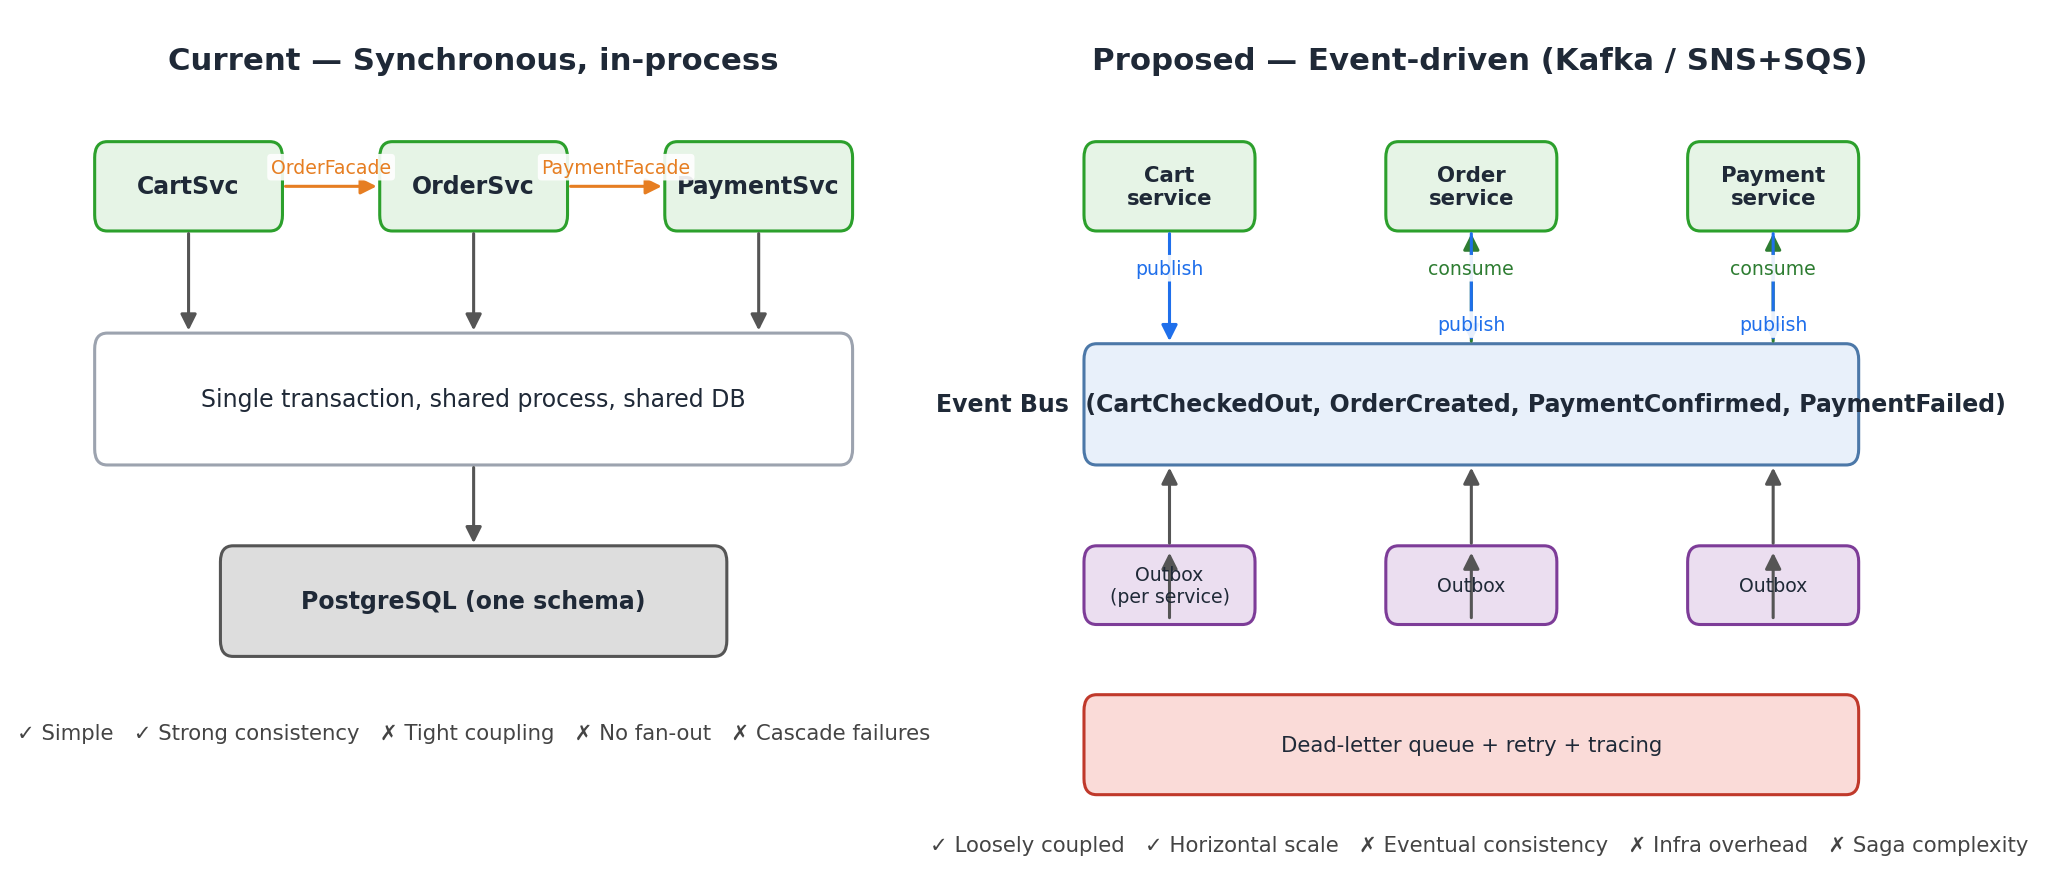 Current — Synchronous, in-process
CartSvc
OrderFacade
OrderSvc
PaymentFacade
PaymentSvc
Single transaction, shared process, shared DB
PostgreSQL (one schema)
✓ Simple   ✓ Strong consistency   ✗ Tight coupling   ✗ No fan-out   ✗ Cascade failures
Proposed — Event-driven (Kafka / SNS+SQS)
Cart
service
Order
service
Payment
service
publish
consume
consume
publish
publish
Event Bus  (CartCheckedOut, OrderCreated, PaymentConfirmed, PaymentFailed)
Outbox
(per service)
Outbox
Outbox
Dead-letter queue + retry + tracing
✓ Loosely coupled   ✓ Horizontal scale   ✗ Eventual consistency   ✗ Infra overhead   ✗ Saga complexity